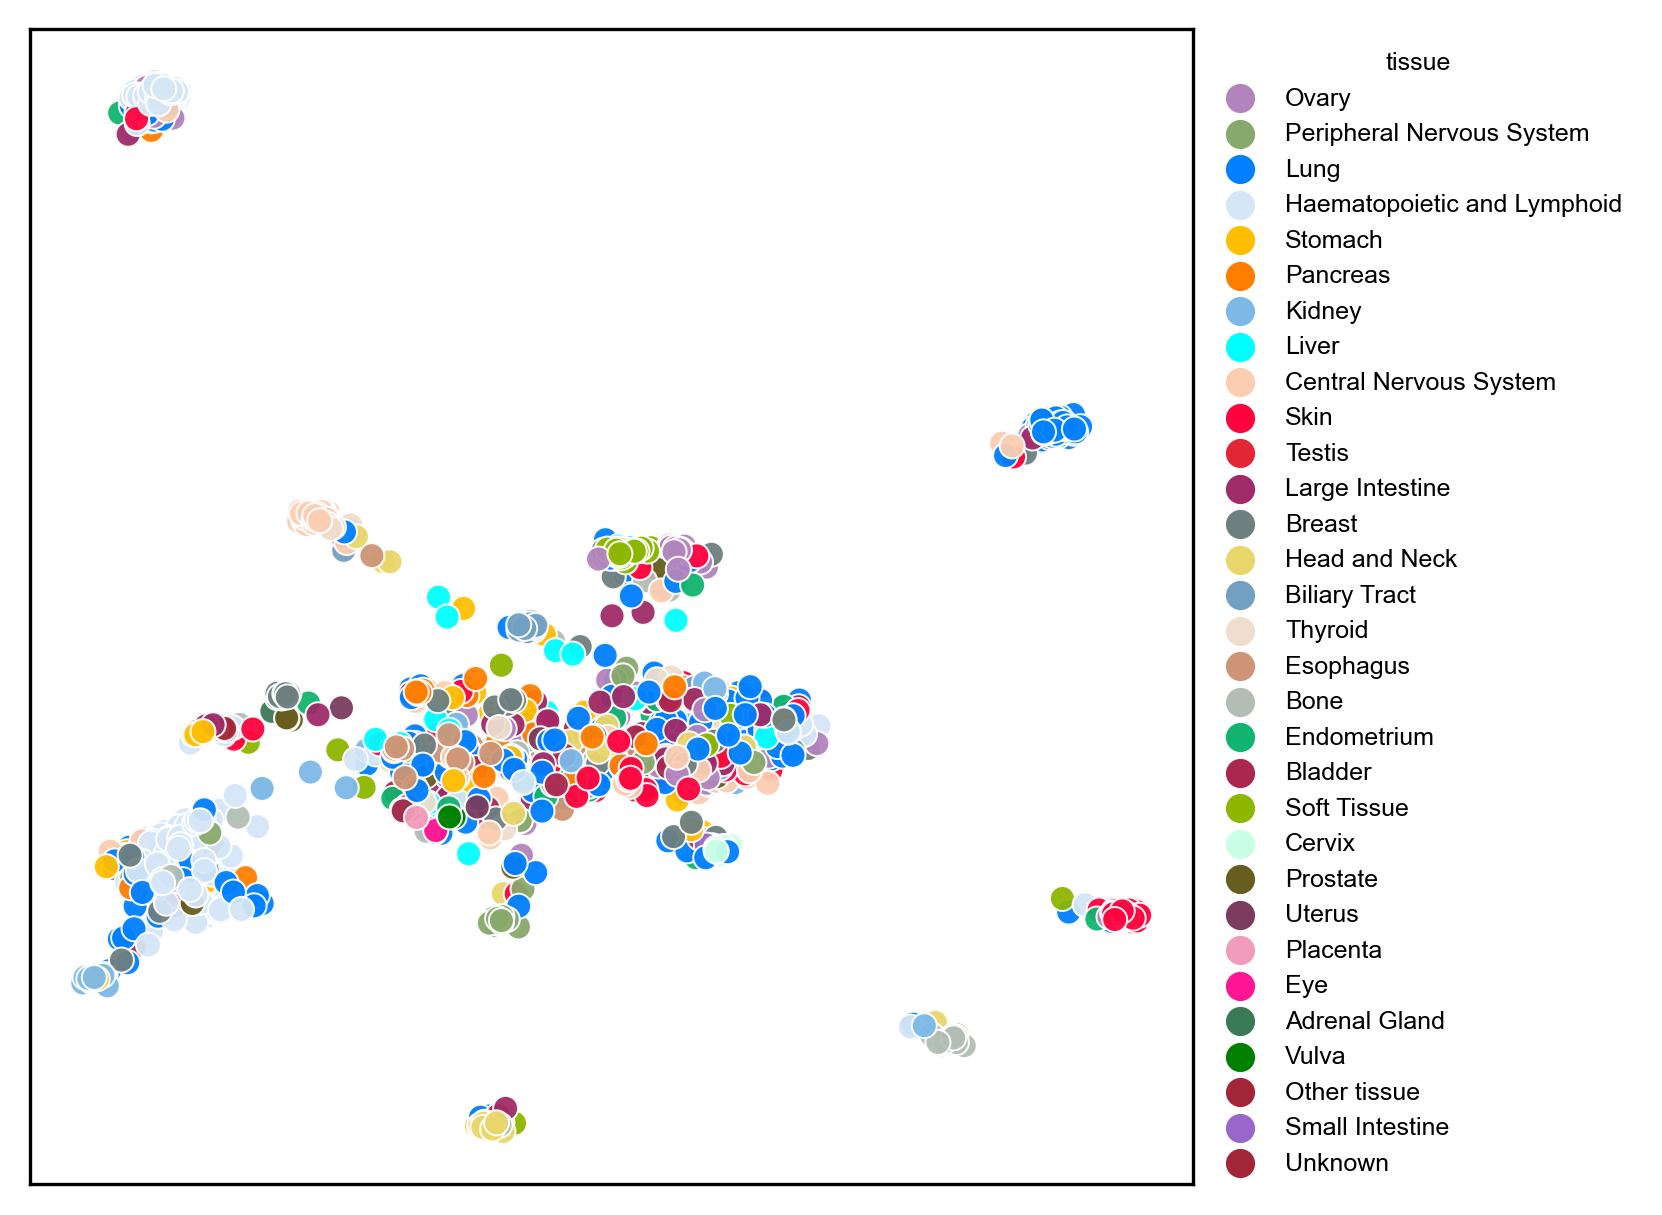 tissue
Ovary
Peripheral Nervous System
Lung
Haematopoietic and Lymphoid
Stomach
Pancreas
Kidney
Liver
Central Nervous System
Skin
Testis
Large Intestine
Breast
Head and Neck
Biliary Tract
Thyroid
Esophagus
Bone
Endometrium
Bladder
Soft Tissue
Cervix
Prostate
Uterus
Placenta
Eye
Adrenal Gland
Vulva
Other tissue
Small Intestine
Unknown